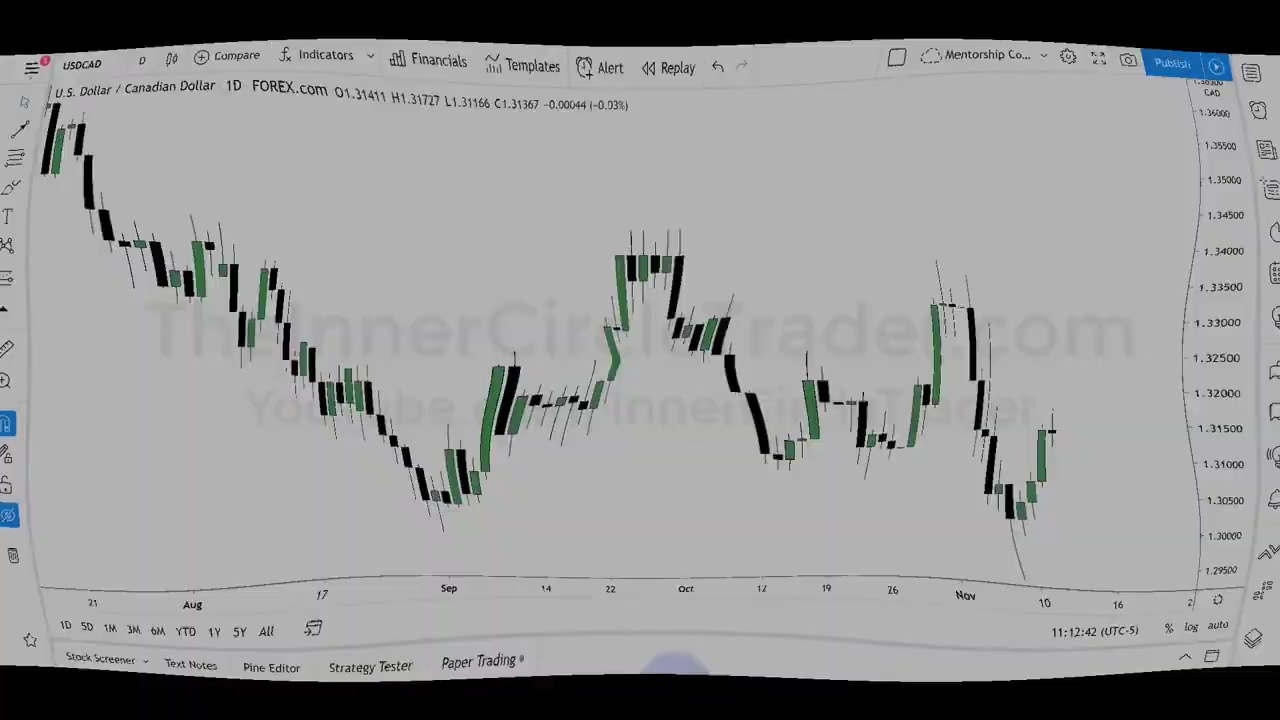 USDCAD D Compare Indicators Financials Templates Alert Replay Mentorship Co... Publish
U.S. Dollar / Canadian Dollar 1D FOREX.com O1.31411 H1.31727 L1.31166 C1.31367 −0.00044 (−0.03%)
CAD
1.36000
1.35500
1.35000
1.34500
1.34000
1.33500
1.33000
1.32500
1.32000
1.31500
1.31000
1.30500
1.30000
1.29500
TheInnerCircleTrader.com
21 Aug 17 Sep 14 22 Oct 12 19 26 Nov 10 16 2
1D 5D 1M 3M 6M YTD 1Y 5Y All 11:12:42 (UTC-5) % log auto
Stock Screener Text Notes Pine Editor Strategy Tester Paper Trading